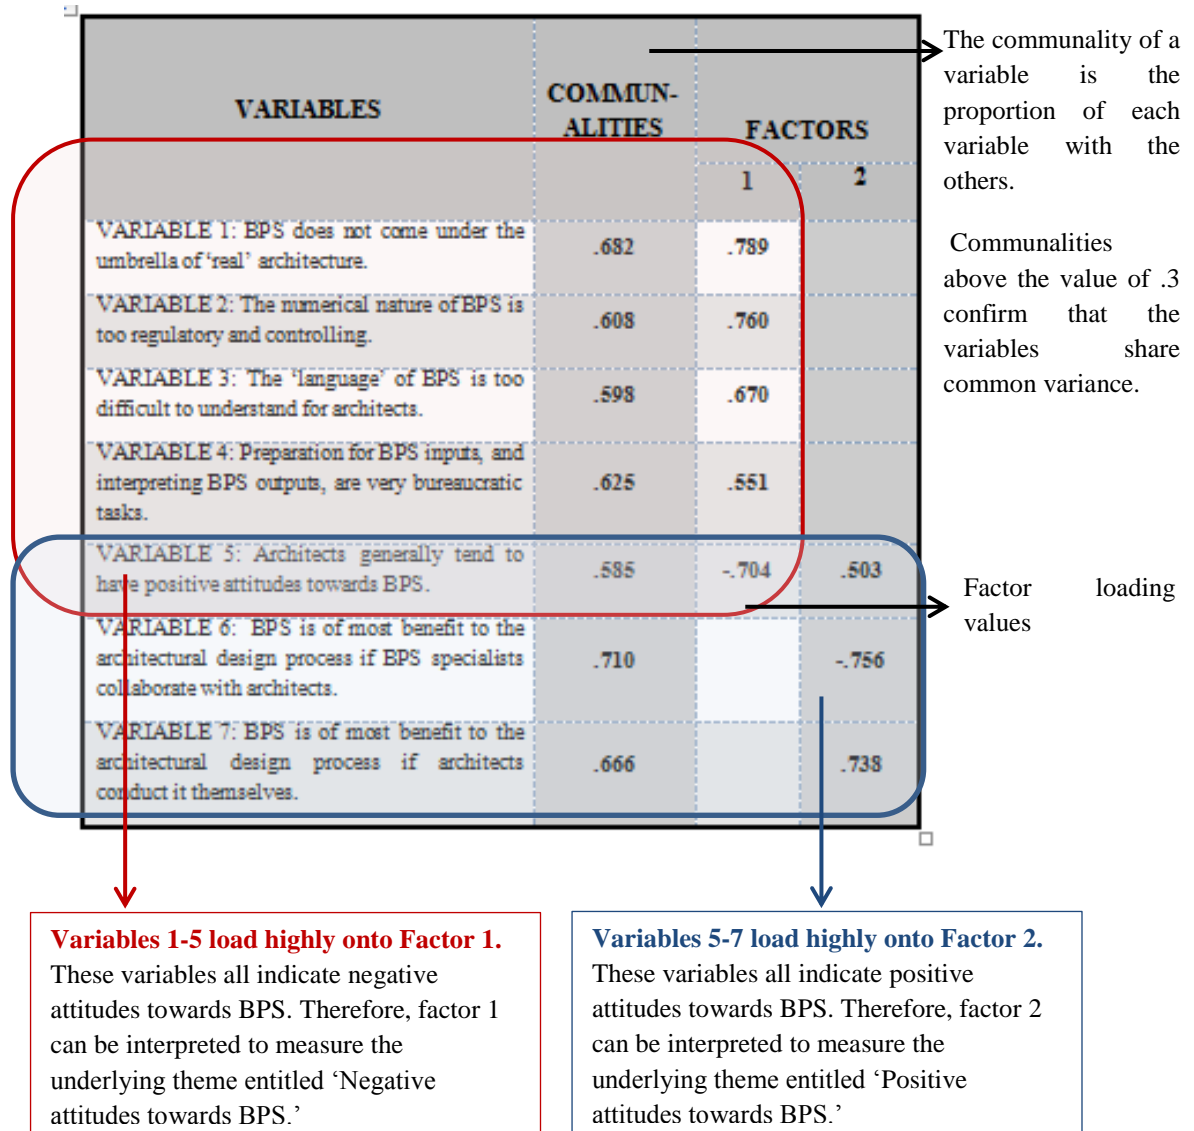 VARIABLES
COMMUN-
ALITIES
FACTORS
1
2
VARIABLE 1: BPS does not come under the
umbrella of ‘real’ architecture.
.682
.789
VARIABLE 2: The numerical nature of BPS is
too regulatory and controlling.
.608
.760
VARIABLE 3: The ‘language’ of BPS is too
difficult to understand for architects.
.598
.670
VARIABLE 4: Preparation for BPS inputs, and
interpreting BPS outputs, are very bureaucratic
tasks.
.625
.551
VARIABLE 5: Architects generally tend to
have positive attitudes towards BPS.
.585
-.704
.503
VARIABLE 6: BPS is of most benefit to the
architectural design process if BPS specialists
collaborate with architects.
.710
-.756
VARIABLE 7: BPS is of most benefit to the
architectural design process if architects
conduct it themselves.
.666
.738
The communality of a
variable is the
proportion of each
variable with the
others.
Communalities
above the value of .3
confirm that the
variables share
common variance.
Factor loading
values
Variables 1-5 load highly onto Factor 1.
These variables all indicate negative
attitudes towards BPS. Therefore, factor 1
can be interpreted to measure the
underlying theme entitled ‘Negative
attitudes towards BPS.’
Variables 5-7 load highly onto Factor 2.
These variables all indicate positive
attitudes towards BPS. Therefore, factor 2
can be interpreted to measure the
underlying theme entitled ‘Positive
attitudes towards BPS.’